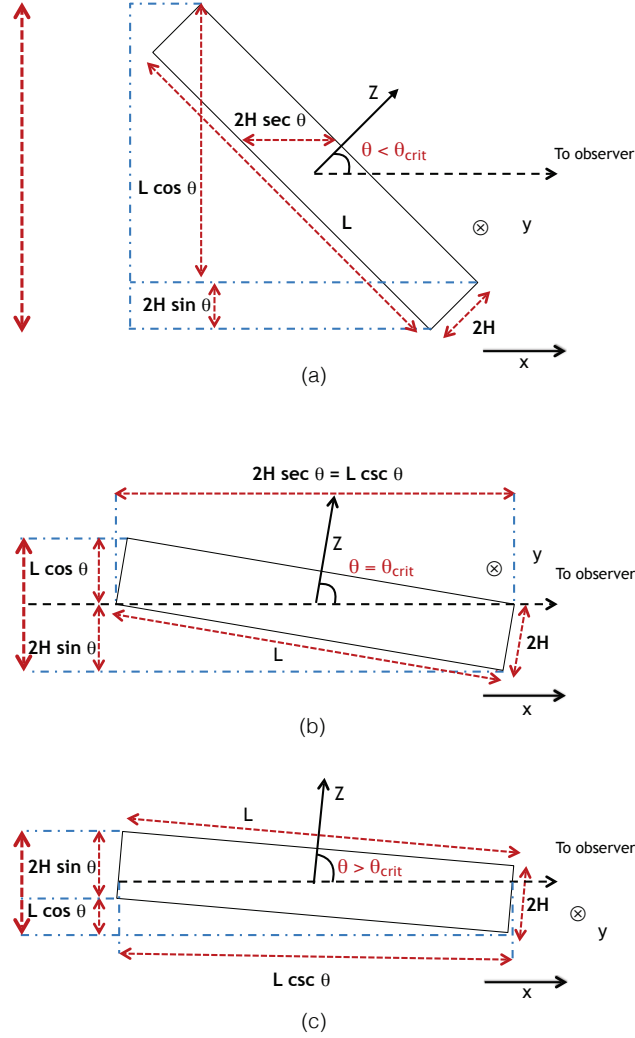 Z
2H sec θ
θ < θcrit
To observer
L cos θ
L
⊗ y
2H sin θ
2H
x
(a)
2H sec θ = L csc θ
L cos θ
Z
y
⊗
θ = θcrit
To observer
2H sin θ
L
2H
x
(b)
L
Z
2H sin θ
θ > θcrit
To observer
L cos θ
2H
⊗
y
L csc θ
x
(c)